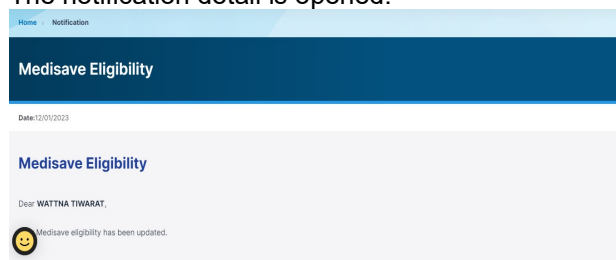 The notification detail is opened.
Home Notification
Medisave Eligibility
Date:12/01/2023
Medisave Eligibility
Dear WATTNA TIWARAT,
Medisave eligibility has been updated.